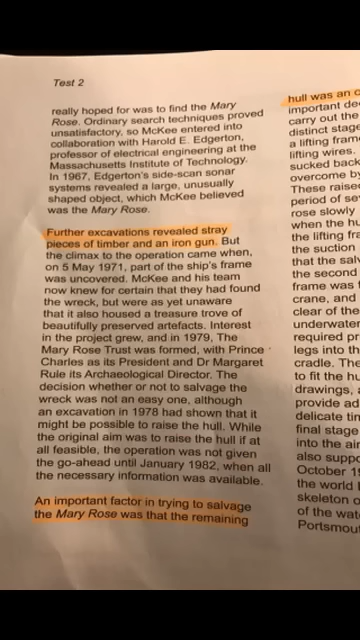 Test 2
really hoped for was to find the Mary
Rose. Ordinary search techniques proved
unsatisfactory, so McKee entered into
collaboration with Harold E. Edgerton,
professor of electrical engineering at the
Massachusetts Institute of Technology.
In 1967, Edgerton's side-scan sonar
systems revealed a large, unusually
shaped object, which McKee believed
was the Mary Rose.
Further excavations revealed stray
pieces of timber and an iron gun. But
the climax to the operation came when,
on 5 May 1971, part of the ship's frame
was uncovered. McKee and his team
now knew for certain that they had found
the wreck, but were as yet unaware
that it also housed a treasure trove of
beautifully preserved artefacts. Interest
in the project grew, and in 1979, The
Mary Rose Trust was formed, with Prince
Charles as its President and Dr Margaret
Rule its Archaeological Director. The
decision whether or not to salvage the
wreck was not an easy one, although
an excavation in 1978 had shown that it
might be possible to raise the hull. While
the original aim was to raise the hull if at
all feasible, the operation was not given
the go-ahead until January 1982, when all
the necessary information was available.
An important factor in trying to salvage
the Mary Rose was that the remaining
hull was an
important
carry out the
distinct stage
a lifting fram
lifting wires.
sucked back
overcome by
These raise
period of se
rose slowly
when the hu
the lifting fra
the suction
that the salv
the second
frame was
crane, and
clear of the
underwater
required pr
legs into th
cradle. The
to fit the hu
drawings, a
provide ad
delicate tim
final stage
into the air
also suppo
October 19
the world
skeleton o
of the wat
Portsmout